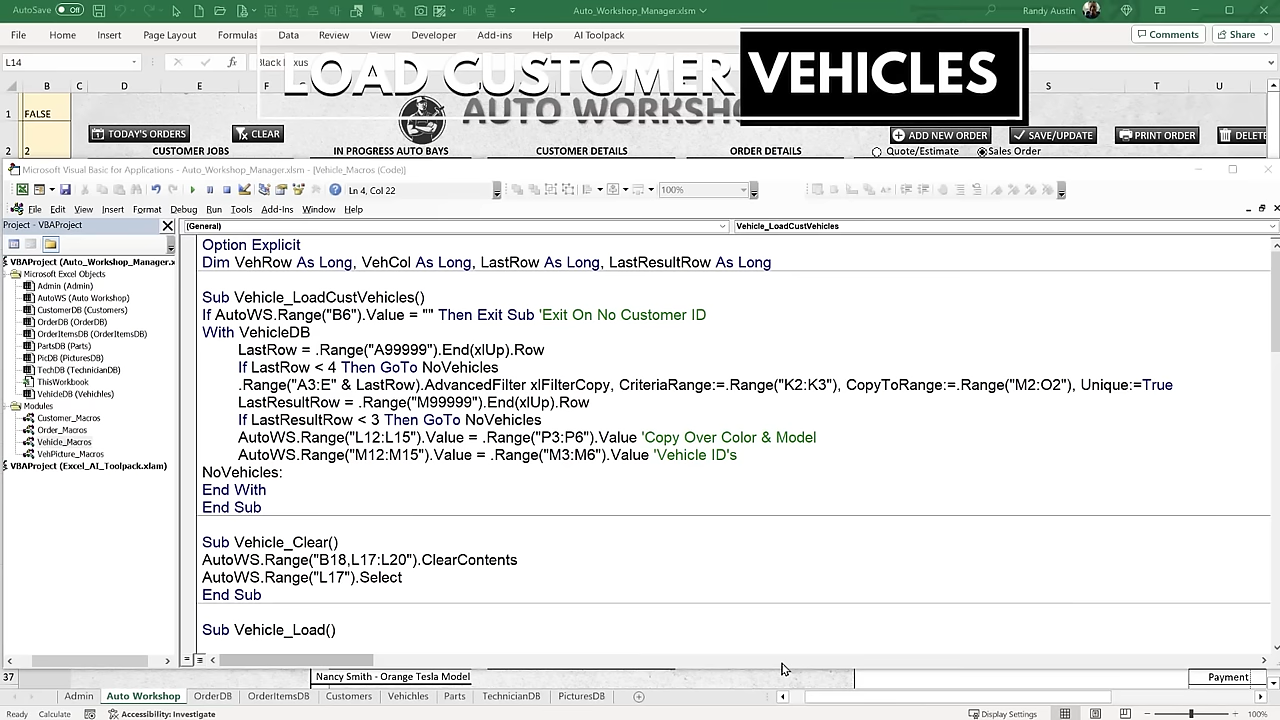 AutoSave Off
Auto_Workshop_Manager.xlsm
Randy Austin
File Home Insert Page Layout Formulas Data Review View Developer Add-ins Help AI Toolpack Comments Share
LOAD CUSTOMER VEHICLES
L14 fx
B C D E S T U
1 FALSE AUTO WORKSHO
TODAY'S ORDERS CLEAR ADD NEW ORDER SAVE/UPDATE PRINT ORDER DELETE
2 2 CUSTOMER JOBS IN PROGRESS AUTO BAYS CUSTOMER DETAILS ORDER DETAILS Quote/Estimate Sales Order
Microsoft Visual Basic for Applications - Auto_Workshop_Manager.xlsm - [Vehicle_Macros (Code)]
Ln 4, Col 22 100%
File Edit View Insert Format Debug Run Tools Add-Ins Window Help
Project - VBAProject
(General) Vehicle_LoadCustVehicles
VBAProject (Auto_Workshop_Manager.x
Microsoft Excel Objects
Admin (Admin)
AutoWS (Auto Workshop)
CustomerDB (Customers)
OrderDB (OrderDB)
OrderItemsDB (OrderItemsDB)
PartsDB (Parts)
PicDB (PicturesDB)
TechDB (TechnicianDB)
ThisWorkbook
VehicleDB (Vehichles)
Modules
Customer_Macros
Order_Macros
Vehicle_Macros
VehPicture_Macros
VBAProject (Excel_AI_Toolpack.xlam)
Option Explicit
Dim VehRow As Long, VehCol As Long, LastRow As Long, LastResultRow As Long
Sub Vehicle_LoadCustVehicles()
If AutoWS.Range("B6").Value = "" Then Exit Sub 'Exit On No Customer ID
With VehicleDB
LastRow = .Range("A99999").End(xlUp).Row
If LastRow < 4 Then GoTo NoVehicles
.Range("A3:E" & LastRow).AdvancedFilter xlFilterCopy, CriteriaRange:=.Range("K2:K3"), CopyToRange:=.Range("M2:O2"), Unique:=True
LastResultRow = .Range("M99999").End(xlUp).Row
If LastResultRow < 3 Then GoTo NoVehicles
AutoWS.Range("L12:L15").Value = .Range("P3:P6").Value 'Copy Over Color & Model
AutoWS.Range("M12:M15").Value = .Range("M3:M6").Value 'Vehicle ID's
NoVehicles:
End With
End Sub
Sub Vehicle_Clear()
AutoWS.Range("B18,L17:L20").ClearContents
AutoWS.Range("L17").Select
End Sub
Sub Vehicle_Load()
37 Nancy Smith - Orange Tesla Model Payment
Admin Auto Workshop OrderDB OrderItemsDB Customers Vehichles Parts TechnicianDB PicturesDB
Ready Calculate Accessibility: Investigate Display Settings 100%